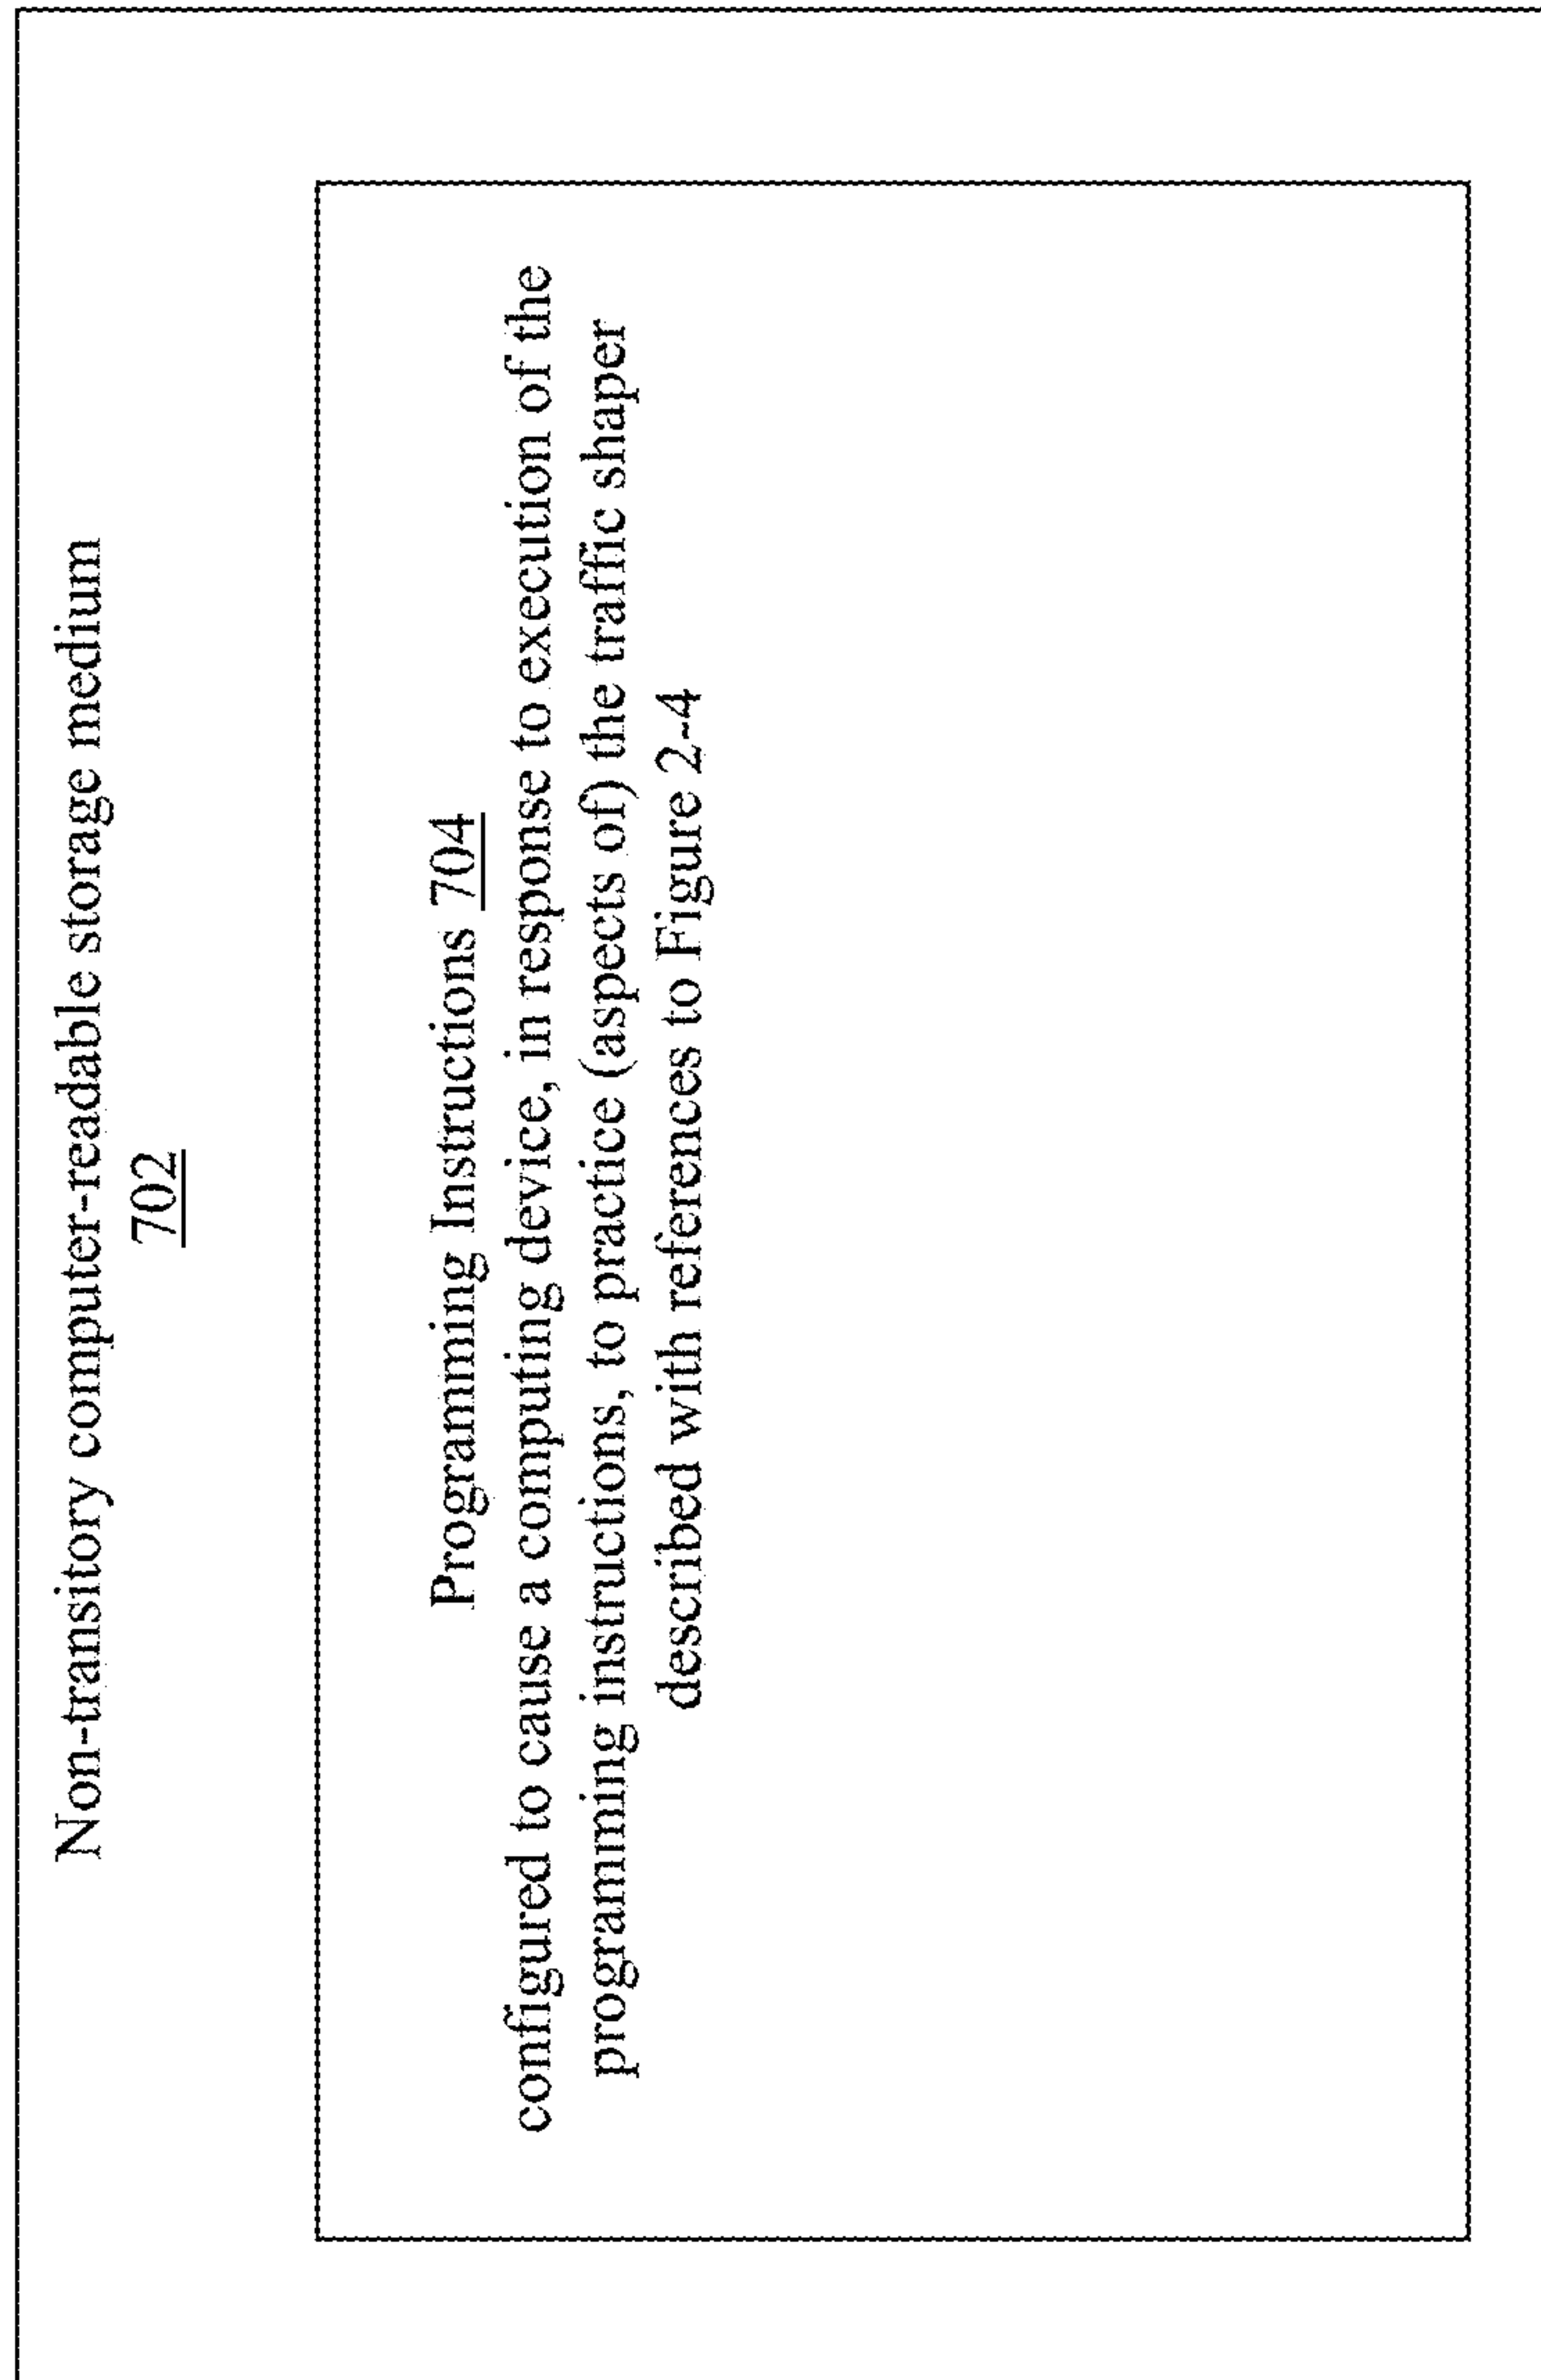 Non-transitory computer-readable storage medium
702
Programming Instructions 704
configured to cause a computing device, in response to execution of the
programming instructions, to practice (aspects of) the traffic shaper
described with references to Figure 2-4